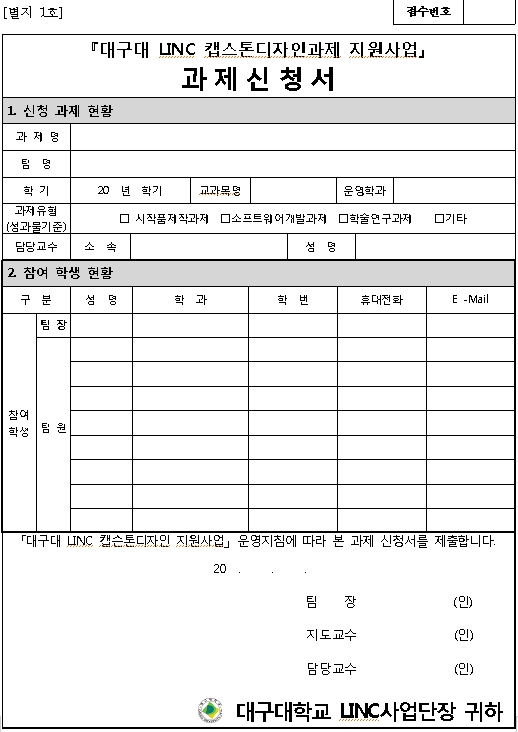 [별지 1호]
접수번호
『대구대 LINC 캡스톤디자인과제 지원사업』
과 제 신 청 서
1. 신청 과제 현황
과 제 명
팀 명
학 기 20 년 학기 교과목명 운영학과
과제유형
(성과물기준)
□ 시작품제작과제 □소프트웨어개발과제 □학술연구과제 □기타
담당교수 소 속 성 명
2. 참여 학생 현황
구 분 성 명 학 과 학 번 휴대전화 E -Mail
참여
학생
팀 장
팀 원
『대구대 LINC 캡슨톤디자인 지원사업』 운영지침에 따라 본 과제 신청서를 제출합니다.
20 . . .
팀 장 (인)
지도교수 (인)
담당교수 (인)
대구대학교 LINC사업단장 귀하